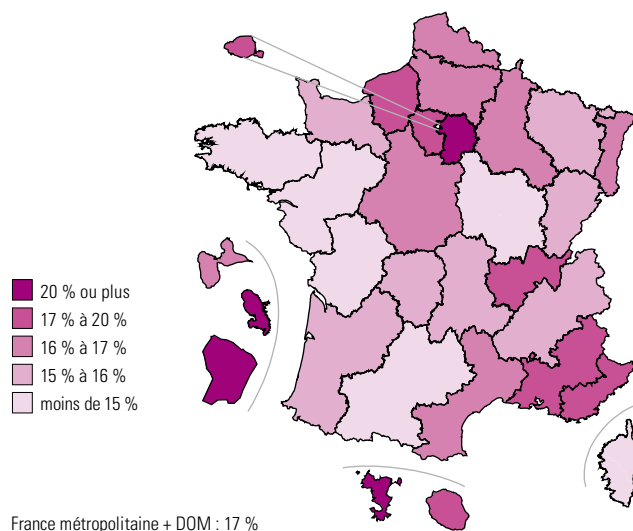 20 % ou plus
17 % à 20 %
16 % à 17 %
15 % à 16 %
moins de 15 %
France métropolitaine + DOM : 17 %